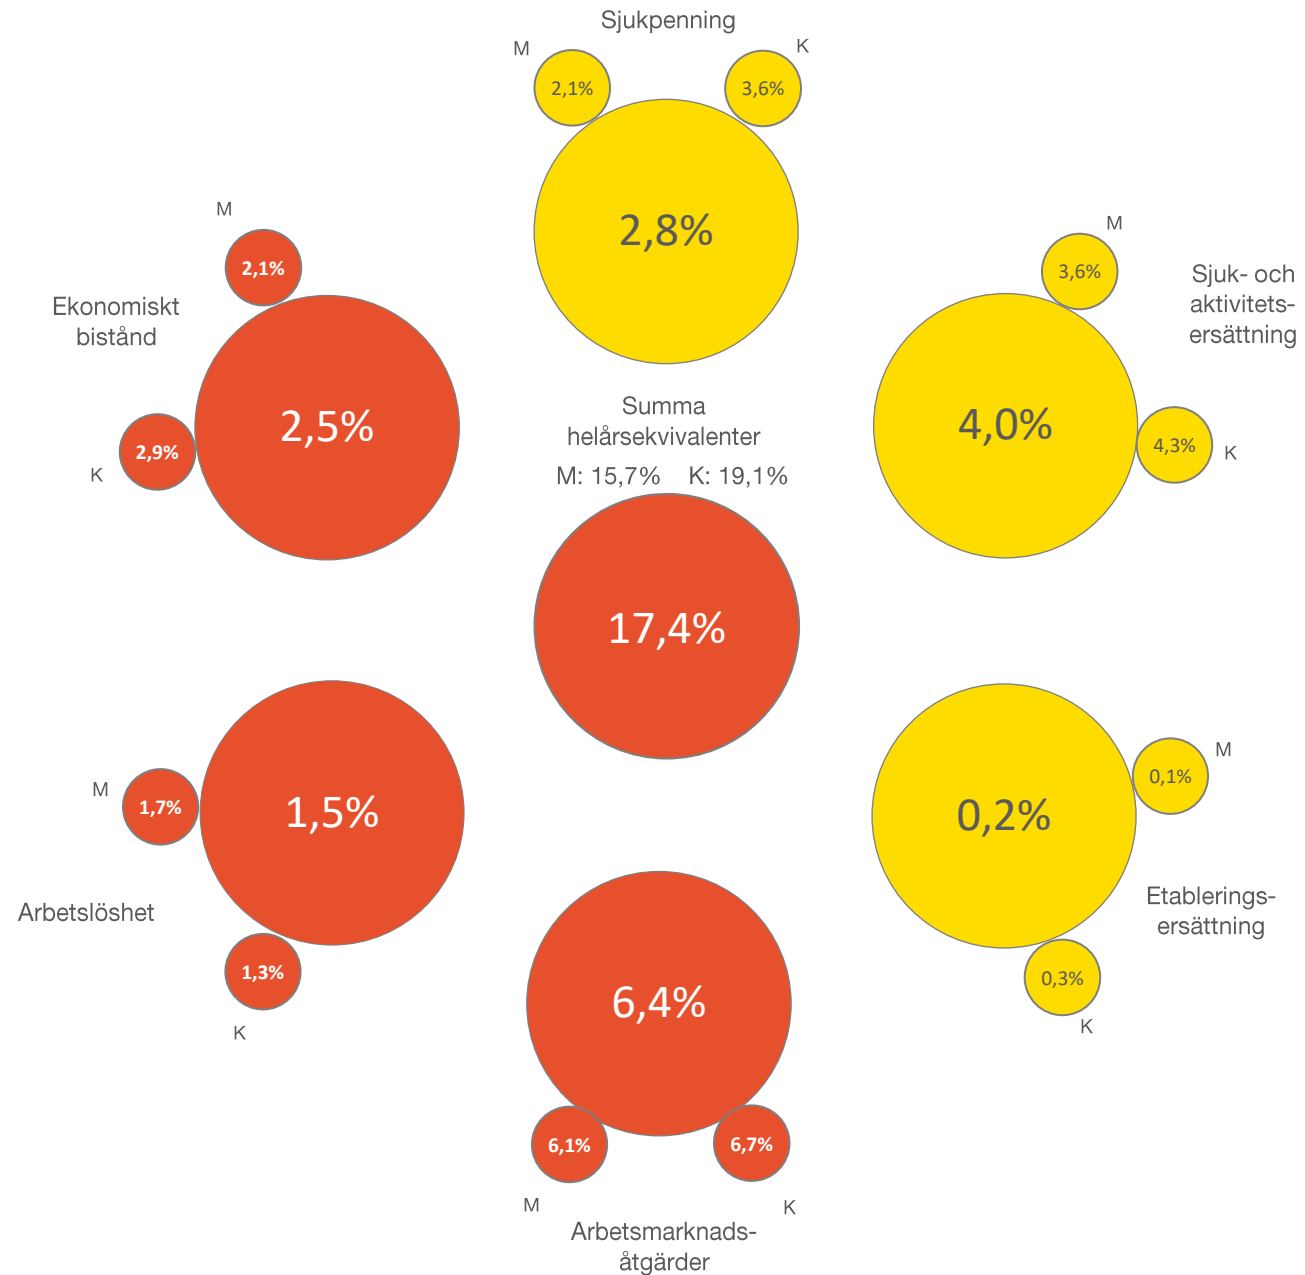 Sjukpenning
M
K
2,1%
3,6%
2,8%
M
2,1%
Ekonomiskt
bistånd
2,5%
2,9%
K
M
3,6%
Sjuk- och
aktivitets-
ersättning
4,0%
4,3%
K
Summa
helårsekvivalenter
M: 15,7% K: 19,1%
17,4%
M
1,7%
1,5%
Arbetslöshet
1,3%
K
M
0,1%
0,2%
Etablerings-
ersättning
0,3%
K
6,4%
6,1%
6,7%
M
K
Arbetsmarknads-
åtgärder